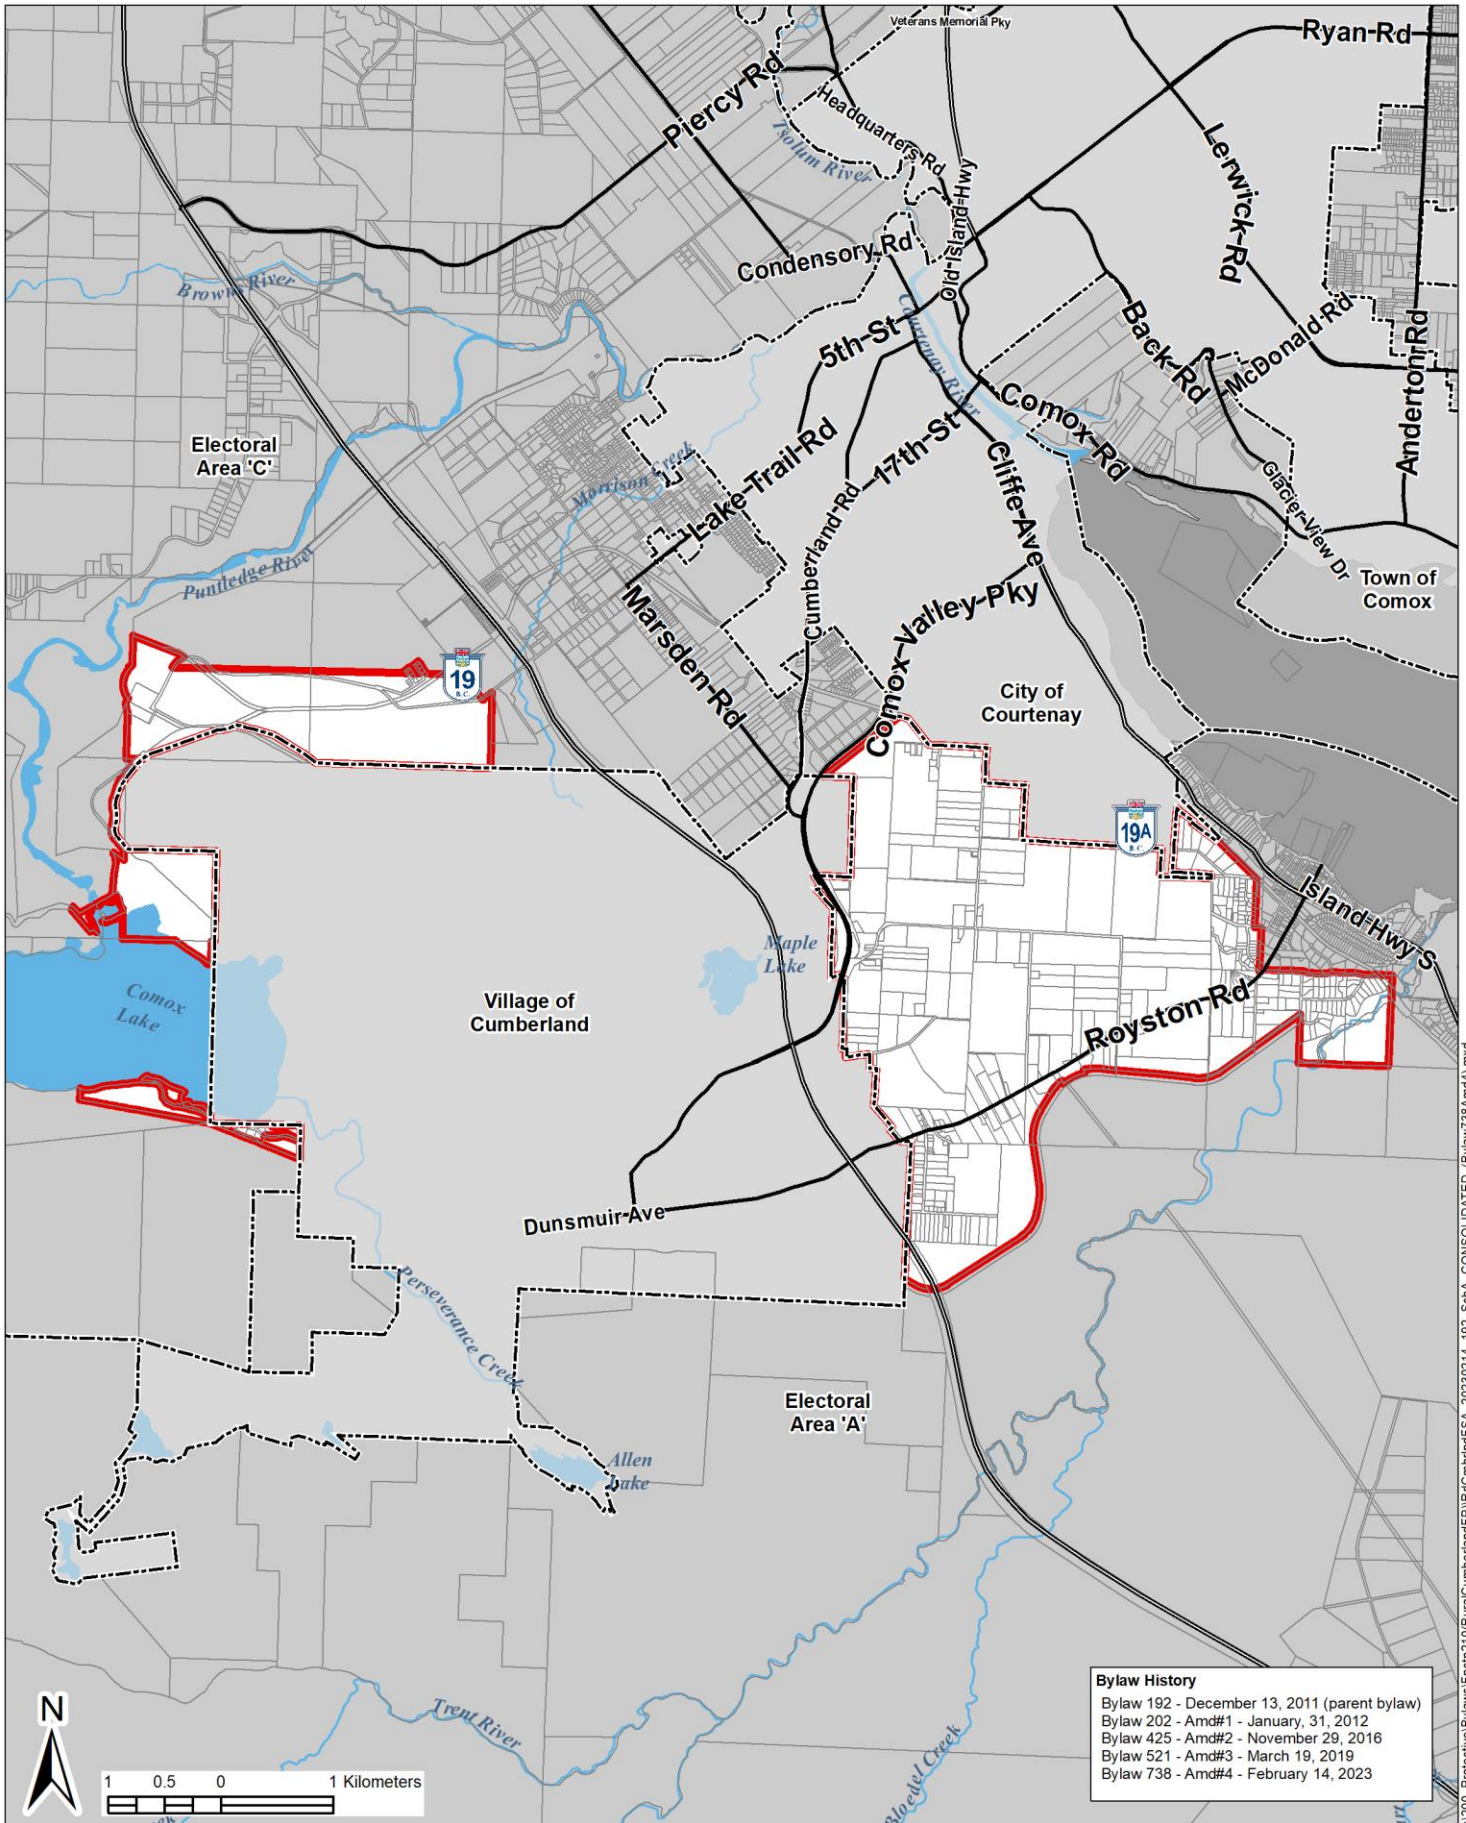 Veterans Memorial Pky
Ryan Rd
Piercy Rd
Headquarters Rd
Tsolum River
Lerwick Rd
Old Island Hwy
Condensory Rd
Browns River
Courtenay River
5th St
Back Rd
McDonald Rd
Anderton Rd
Comox Rd
Electoral
Area 'C'
17th St
Cliffe Ave
Lake Trail Rd
Morrison Creek
Glacier View Dr
Cumberland Rd
Puntledge River
Town of
Comox
Comox Valley Pky
Marsden Rd
19
B.C.
City of
Courtenay
19A
B.C.
Island Hwy S
Maple
Lake
Comox
Lake
Village of
Cumberland
Royston Rd
Dunsmuir Ave
Perseverance Creek
Electoral
Area 'A'
Allen
Lake
Trent River
Bloedel Creek
N
1 0.5 0 1 Kilometers
Bylaw History
Bylaw 192 - December 13, 2011 (parent bylaw)
Bylaw 202 - Amd#1 - January, 31, 2012
Bylaw 425 - Amd#2 - November 29, 2016
Bylaw 521 - Amd#3 - March 19, 2019
Bylaw 738 - Amd#4 - February 14, 2023